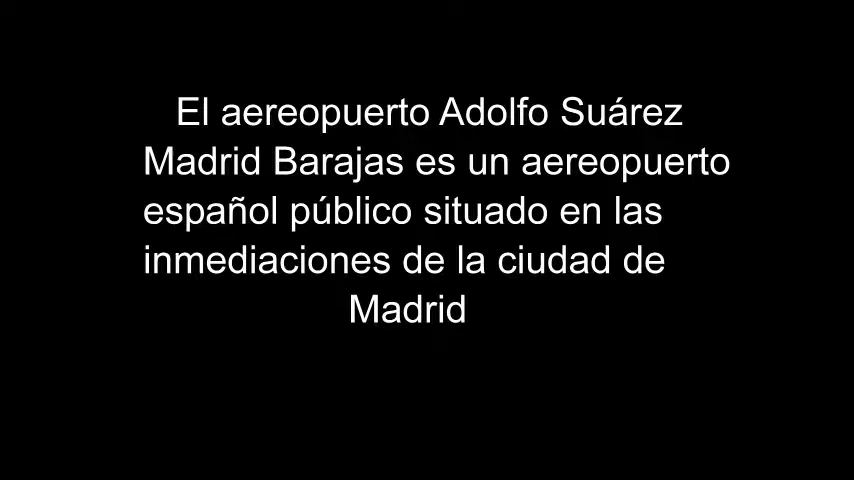 El aereopuerto Adolfo Suárez
Madrid Barajas es un aereopuerto
español público situado en las
inmediaciones de la ciudad de
Madrid